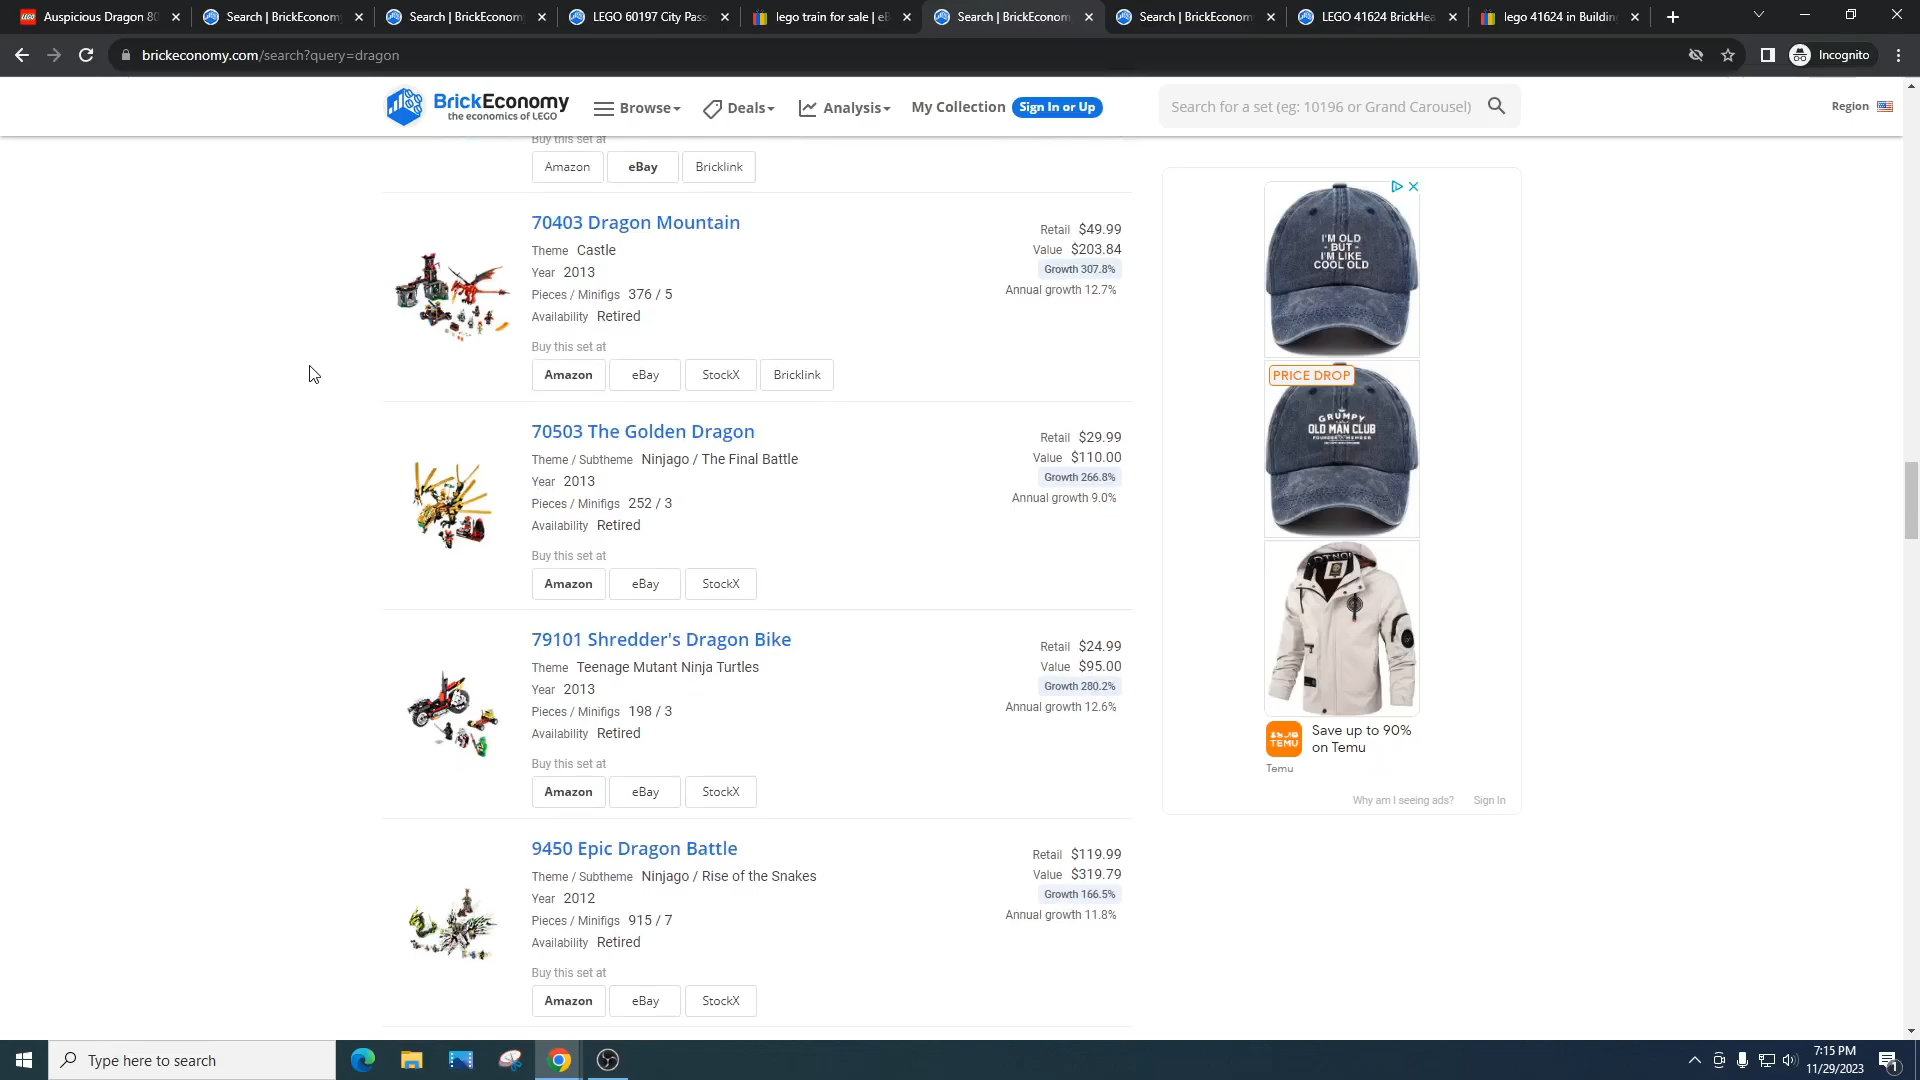 Auspicious Dragon 80
Search | BrickEconomy
Search | BrickEconomy
LEGO 60197 City Pass
lego train for sale | eB
Search | BrickEconom
Search | BrickEconom
LEGO 41624 BrickHea
lego 41624 in Buildin
brickeconomy.com/search?query=dragon
Incognito
BrickEconomy
the economics of LEGO
Browse
Deals
Analysis
My Collection
Sign In or Up
Search for a set (eg: 10196 or Grand Carousel)
Region
Buy this set at
Amazon eBay Bricklink
70403 Dragon Mountain
Theme Castle
Year 2013
Pieces / Minifigs 376 / 5
Availability Retired
Retail $49.99
Value $203.84
Growth 307.8%
Annual growth 12.7%
Buy this set at
Amazon eBay StockX Bricklink
70503 The Golden Dragon
Theme / Subtheme Ninjago / The Final Battle
Year 2013
Pieces / Minifigs 252 / 3
Availability Retired
Retail $29.99
Value $110.00
Growth 266.8%
Annual growth 9.0%
Buy this set at
Amazon eBay StockX
79101 Shredder's Dragon Bike
Theme Teenage Mutant Ninja Turtles
Year 2013
Pieces / Minifigs 198 / 3
Availability Retired
Retail $24.99
Value $95.00
Growth 280.2%
Annual growth 12.6%
Buy this set at
Amazon eBay StockX
9450 Epic Dragon Battle
Theme / Subtheme Ninjago / Rise of the Snakes
Year 2012
Pieces / Minifigs 915 / 7
Availability Retired
Retail $119.99
Value $319.79
Growth 166.5%
Annual growth 11.8%
Buy this set at
Amazon eBay StockX
I'M OLD
- BUT -
I'M LIKE
COOL OLD
PRICE DROP
GRUMPY
OLD MAN CLUB
TEMU
Save up to 90%
on Temu
Temu
Why am I seeing ads? Sign In
Type here to search
7:15 PM
11/29/2023
1